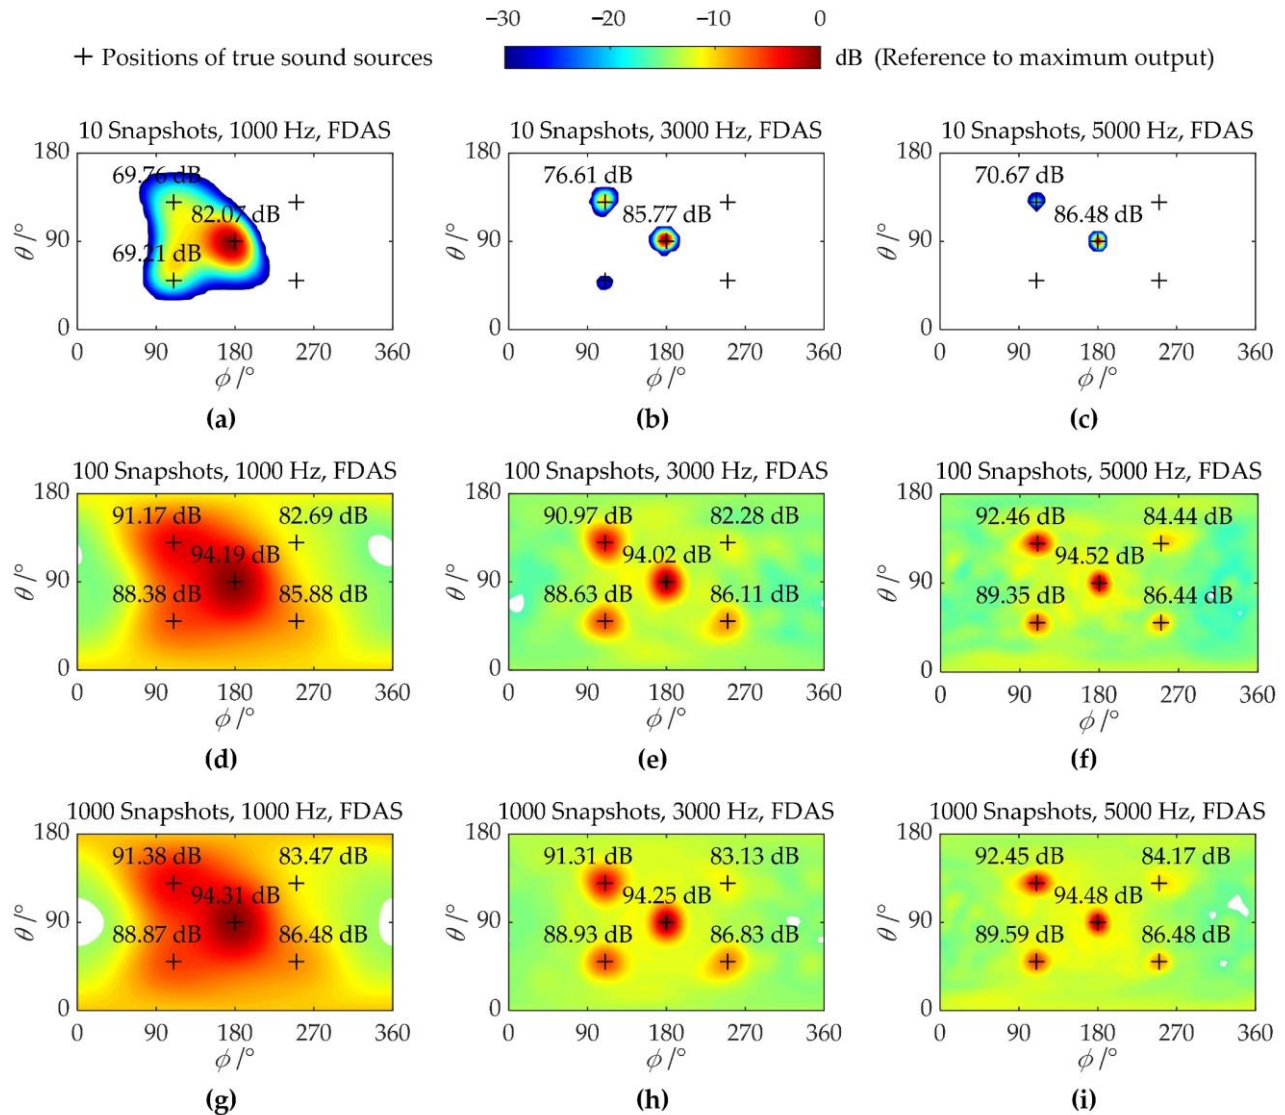 −30 −20 −10 0
+ Positions of true sound sources
dB (Reference to maximum output)
10 Snapshots, 1000 Hz, FDAS
180
90
0
θ /°
69.76 dB
82.07 dB
69.21 dB
0 90 180 270 360
ϕ /°
(a)
10 Snapshots, 3000 Hz, FDAS
180
90
0
θ /°
76.61 dB
85.77 dB
0 90 180 270 360
ϕ /°
(b)
10 Snapshots, 5000 Hz, FDAS
180
90
0
θ /°
70.67 dB
86.48 dB
0 90 180 270 360
ϕ /°
(c)
100 Snapshots, 1000 Hz, FDAS
180
90
0
θ /°
91.17 dB 82.69 dB
94.19 dB
88.38 dB 85.88 dB
0 90 180 270 360
ϕ /°
(d)
100 Snapshots, 3000 Hz, FDAS
180
90
0
θ /°
90.97 dB 82.28 dB
94.02 dB
88.63 dB 86.11 dB
0 90 180 270 360
ϕ /°
(e)
100 Snapshots, 5000 Hz, FDAS
180
90
0
θ /°
92.46 dB 84.44 dB
94.52 dB
89.35 dB 86.44 dB
0 90 180 270 360
ϕ /°
(f)
1000 Snapshots, 1000 Hz, FDAS
180
90
0
θ /°
91.38 dB 83.47 dB
94.31 dB
88.87 dB 86.48 dB
0 90 180 270 360
ϕ /°
(g)
1000 Snapshots, 3000 Hz, FDAS
180
90
0
θ /°
91.31 dB 83.13 dB
94.25 dB
88.93 dB 86.83 dB
0 90 180 270 360
ϕ /°
(h)
1000 Snapshots, 5000 Hz, FDAS
180
90
0
θ /°
92.45 dB 84.17 dB
94.48 dB
89.59 dB 86.48 dB
0 90 180 270 360
ϕ /°
(i)